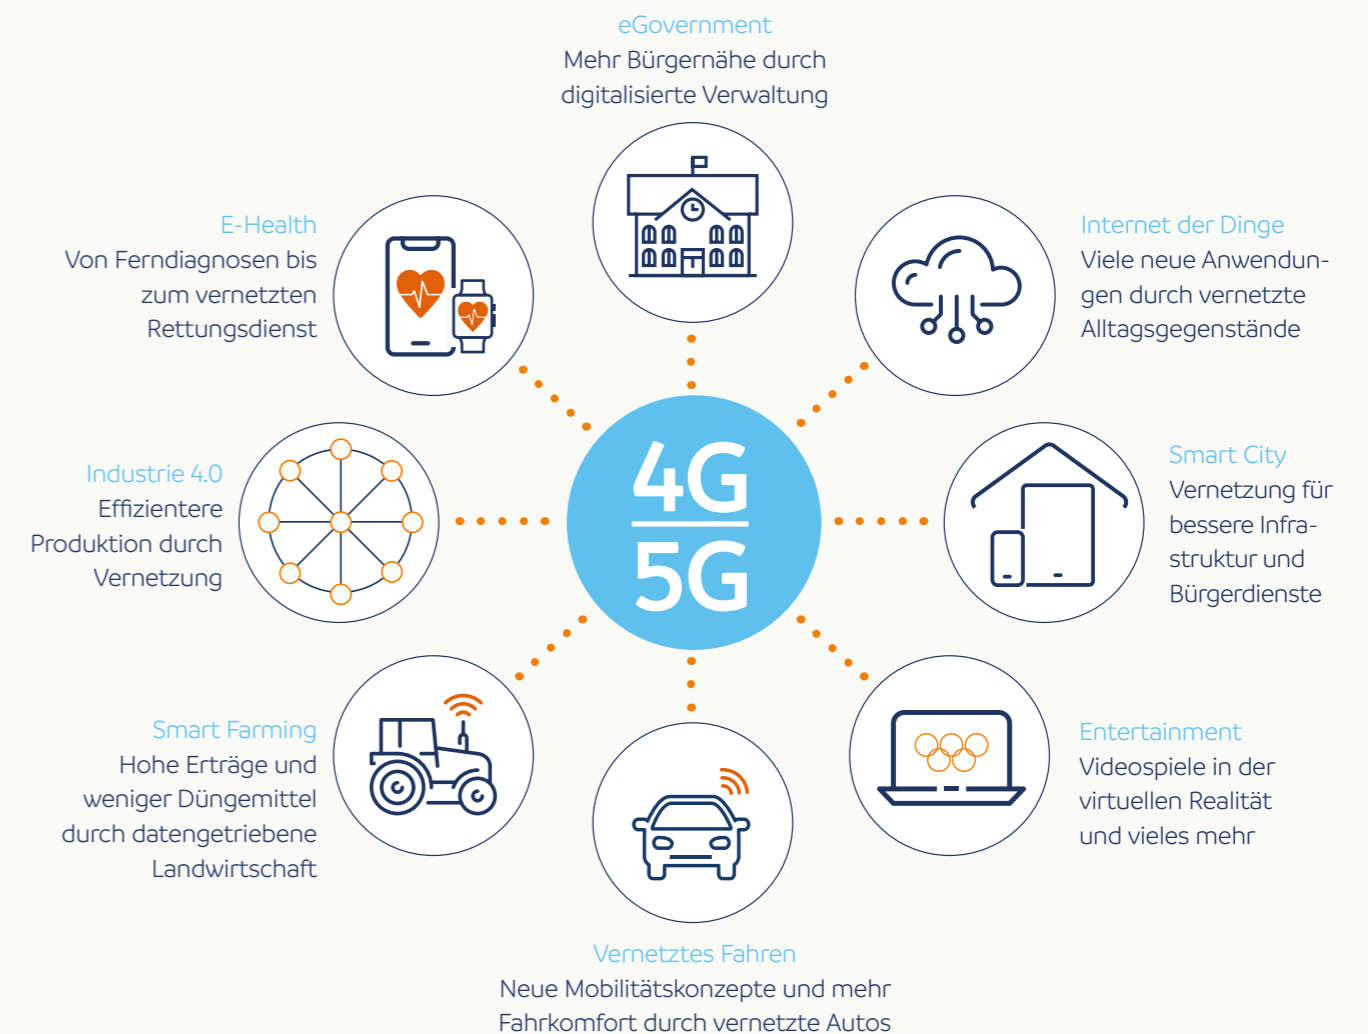 eGovernment
Mehr Bürgernähe durch
digitalisierte Verwaltung
E-Health
Von Ferndiagnosen bis
zum vernetzten
Rettungsdienst
Internet der Dinge
Viele neue Anwendun-
gen durch vernetzte
Alltagsgegenstände
Industrie 4.0
Effizientere
Produktion durch
Vernetzung
4G
5G
Smart City
Vernetzung für
bessere Infra-
struktur und
Bürgerdienste
Smart Farming
Hohe Erträge und
weniger Düngemittel
durch datengetriebene
Landwirtschaft
Entertainment
Videospiele in der
virtuellen Realität
und vieles mehr
Vernetztes Fahren
Neue Mobilitätskonzepte und mehr
Fahrkomfort durch vernetzte Autos